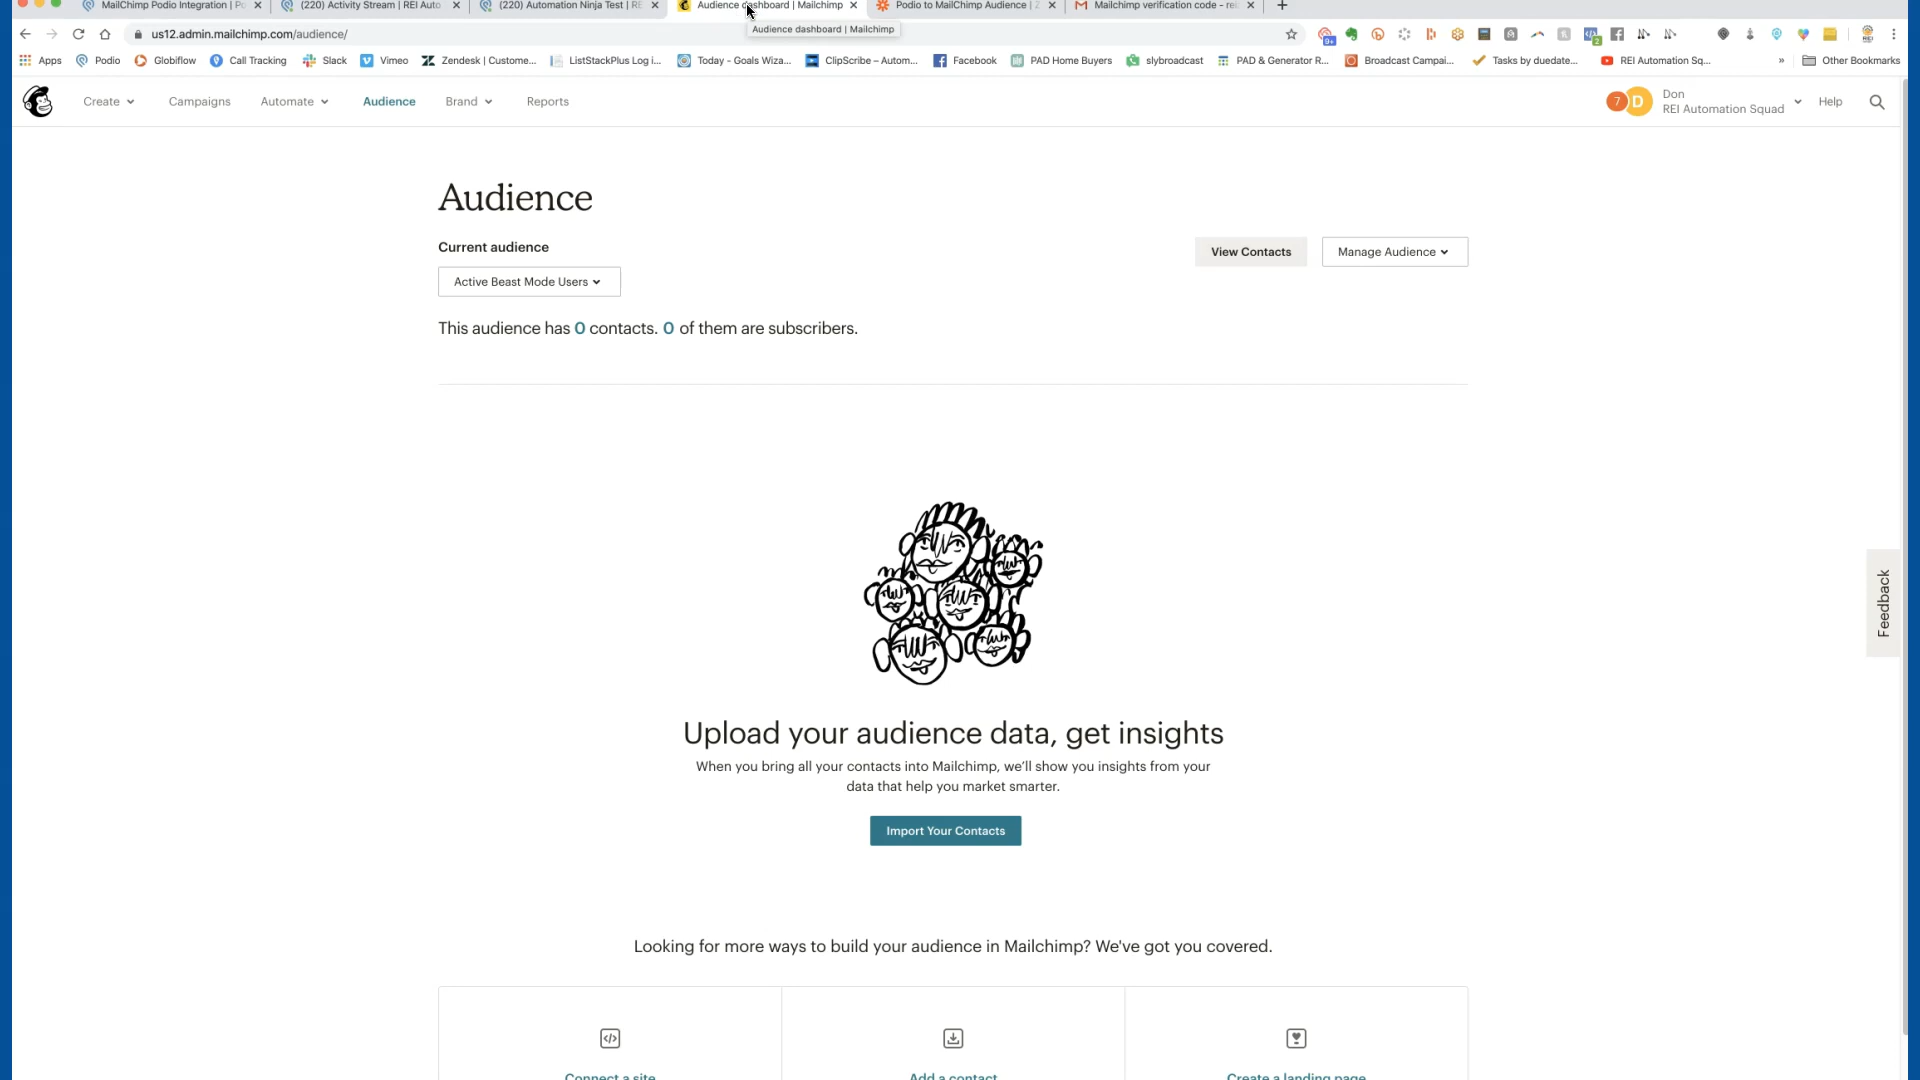 MailChimp Podio Integration | Po
(220) Activity Stream | REI Auto
(220) Automation Ninja Test | RE
Audience dashboard | Mailchimp
Podio to MailChimp Audience | Z
Mailchimp verification code - rei
us12.admin.mailchimp.com/audience/
Audience dashboard | Mailchimp
Apps
Podio
Globiflow
Call Tracking
Slack
Vimeo
Zendesk | Custome...
ListStackPlus Log i...
Today - Goals Wiza...
ClipScribe – Autom...
Facebook
PAD Home Buyers
slybroadcast
PAD & Generator R...
Broadcast Campai...
Tasks by duedate...
REI Automation Sq...
»
Other Bookmarks
Create
Campaigns
Automate
Audience
Brand
Reports
7
D
Don
REI Automation Squad
Help
Audience
Current audience
View Contacts
Manage Audience
Active Beast Mode Users
This audience has 0 contacts. 0 of them are subscribers.
Feedback
Upload your audience data, get insights
When you bring all your contacts into Mailchimp, we'll show you insights from your
data that help you market smarter.
Import Your Contacts
Looking for more ways to build your audience in Mailchimp? We've got you covered.
Connect a site
Add a contact
Create a landing page